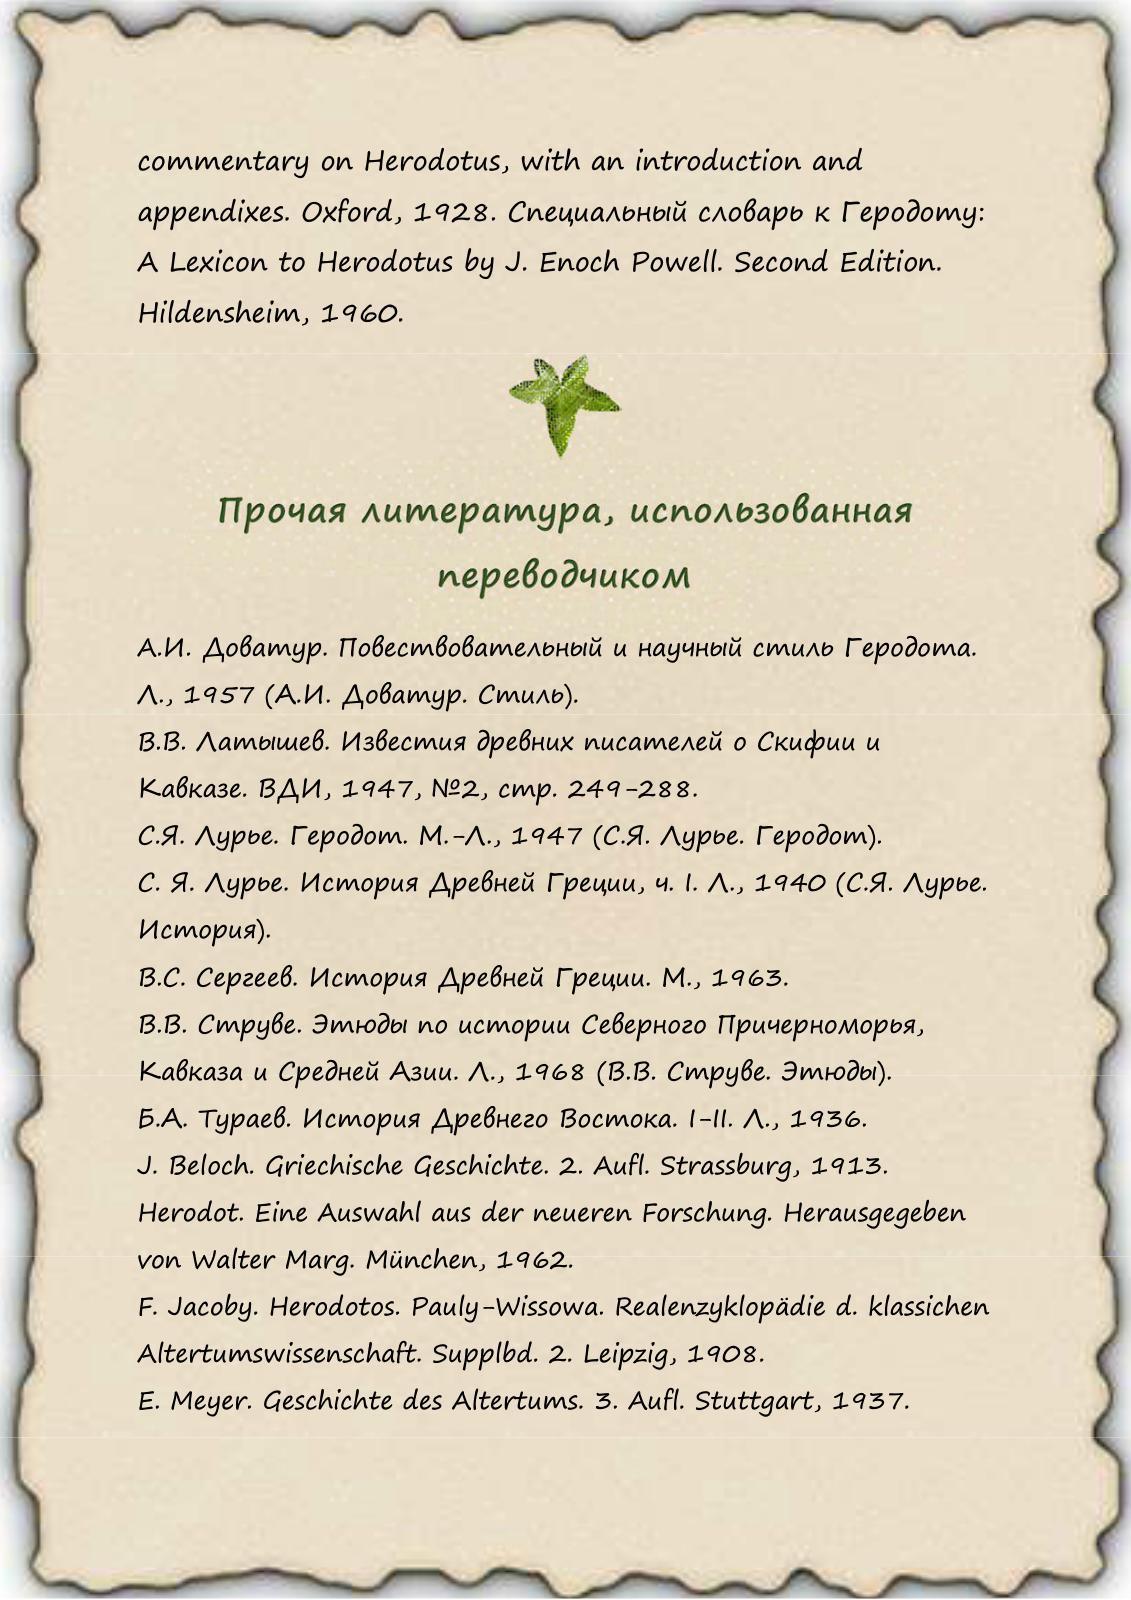 commentary on Herodotus, with an introduction and
appendixes. Oxford, 1928. Специальный словарь к Геродоту:
A Lexicon to Herodotus by J. Enoch Powell. Second Edition.
Hildensheim, 1960.
Прочая литература, использованная
переводчиком
А.И. Доватур. Повествовательный и научный стиль Геродота.
Л., 1957 (А.И. Доватур. Стиль).
В.В. Латышев. Известия древних писателей о Скифии и
Кавказе. ВДИ, 1947, №2, стр. 249-288.
С.Я. Лурье. Геродот. М.-Л., 1947 (С.Я. Лурье. Геродот).
С. Я. Лурье. История Древней Греции, ч. I. Л., 1940 (С.Я. Лурье.
История).
В.С. Сергеев. История Древней Греции. М., 1963.
В.В. Струве. Этюды по истории Северного Причерноморья,
Кавказа и Средней Азии. Л., 1968 (В.В. Струве. Этюды).
Б.А. Тураев. История Древнего Востока. I-II. Л., 1936.
J. Beloch. Griechische Geschichte. 2. Aufl. Strassburg, 1913.
Herodot. Eine Auswahl aus der neueren Forschung. Herausgegeben
von Walter Marg. München, 1962.
F. Jacoby. Herodotos. Pauly-Wissowa. Realenzyklopädie d. klassichen
Altertumswissenschaft. Supplbd. 2. Leipzig, 1908.
E. Meyer. Geschichte des Altertums. 3. Aufl. Stuttgart, 1937.